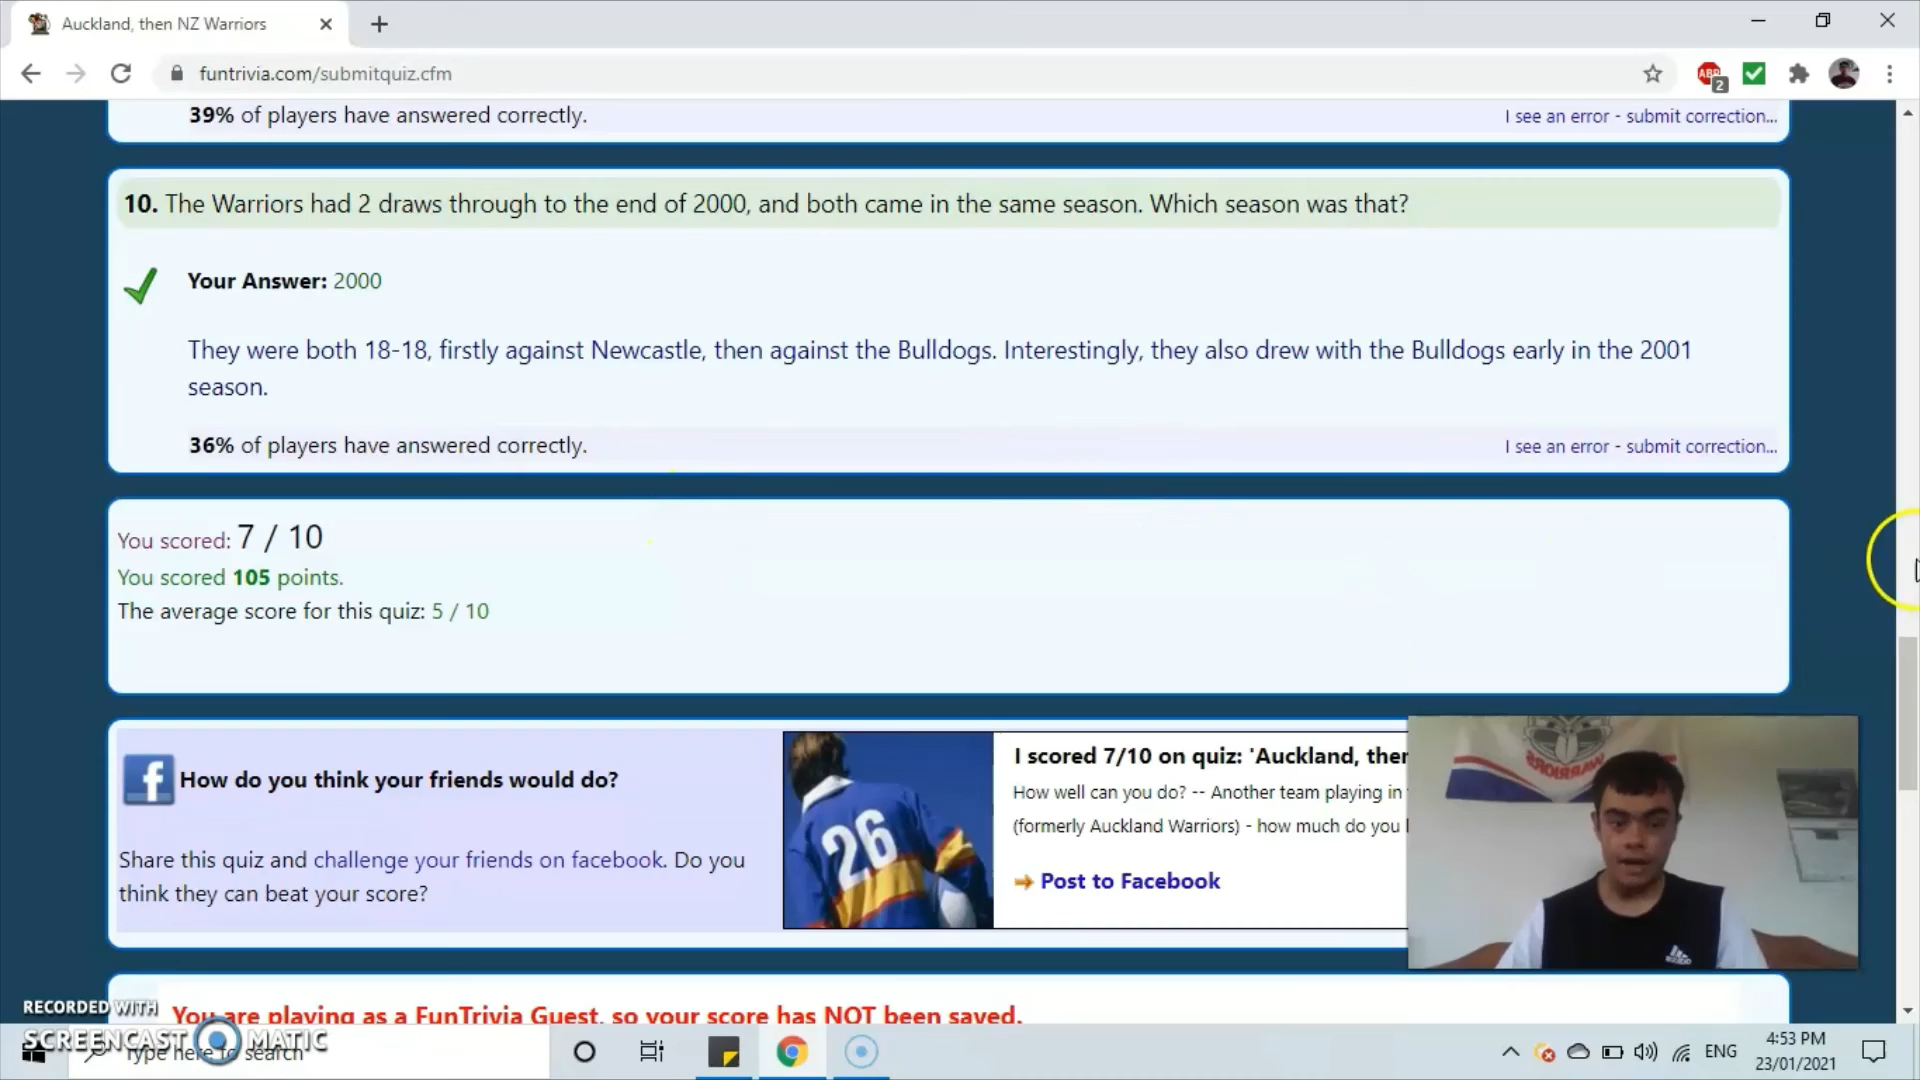 Auckland, then NZ Warriors
funtrivia.com/submitquiz.cfm
ABP
2
39% of players have answered correctly.
I see an error - submit correction...
10. The Warriors had 2 draws through to the end of 2000, and both came in the same season. Which season was that?
Your Answer: 2000
They were both 18-18, firstly against Newcastle, then against the Bulldogs. Interestingly, they also drew with the Bulldogs early in the 2001
season.
36% of players have answered correctly.
I see an error - submit correction...
You scored: 7 / 10
You scored 105 points.
The average score for this quiz: 5 / 10
How do you think your friends would do?
Share this quiz and challenge your friends on facebook. Do you
think they can beat your score?
26
I scored 7/10 on quiz: 'Auckland, then
How well can you do? -- Another team playing in
(formerly Auckland Warriors) - how much do you
Post to Facebook
WARRIORS
adidas
You are playing as a FunTrivia Guest, so your score has NOT been saved.
RECORDED WITH
SCREENCAST MATIC
Type here to search
ENG
4:53 PM
23/01/2021